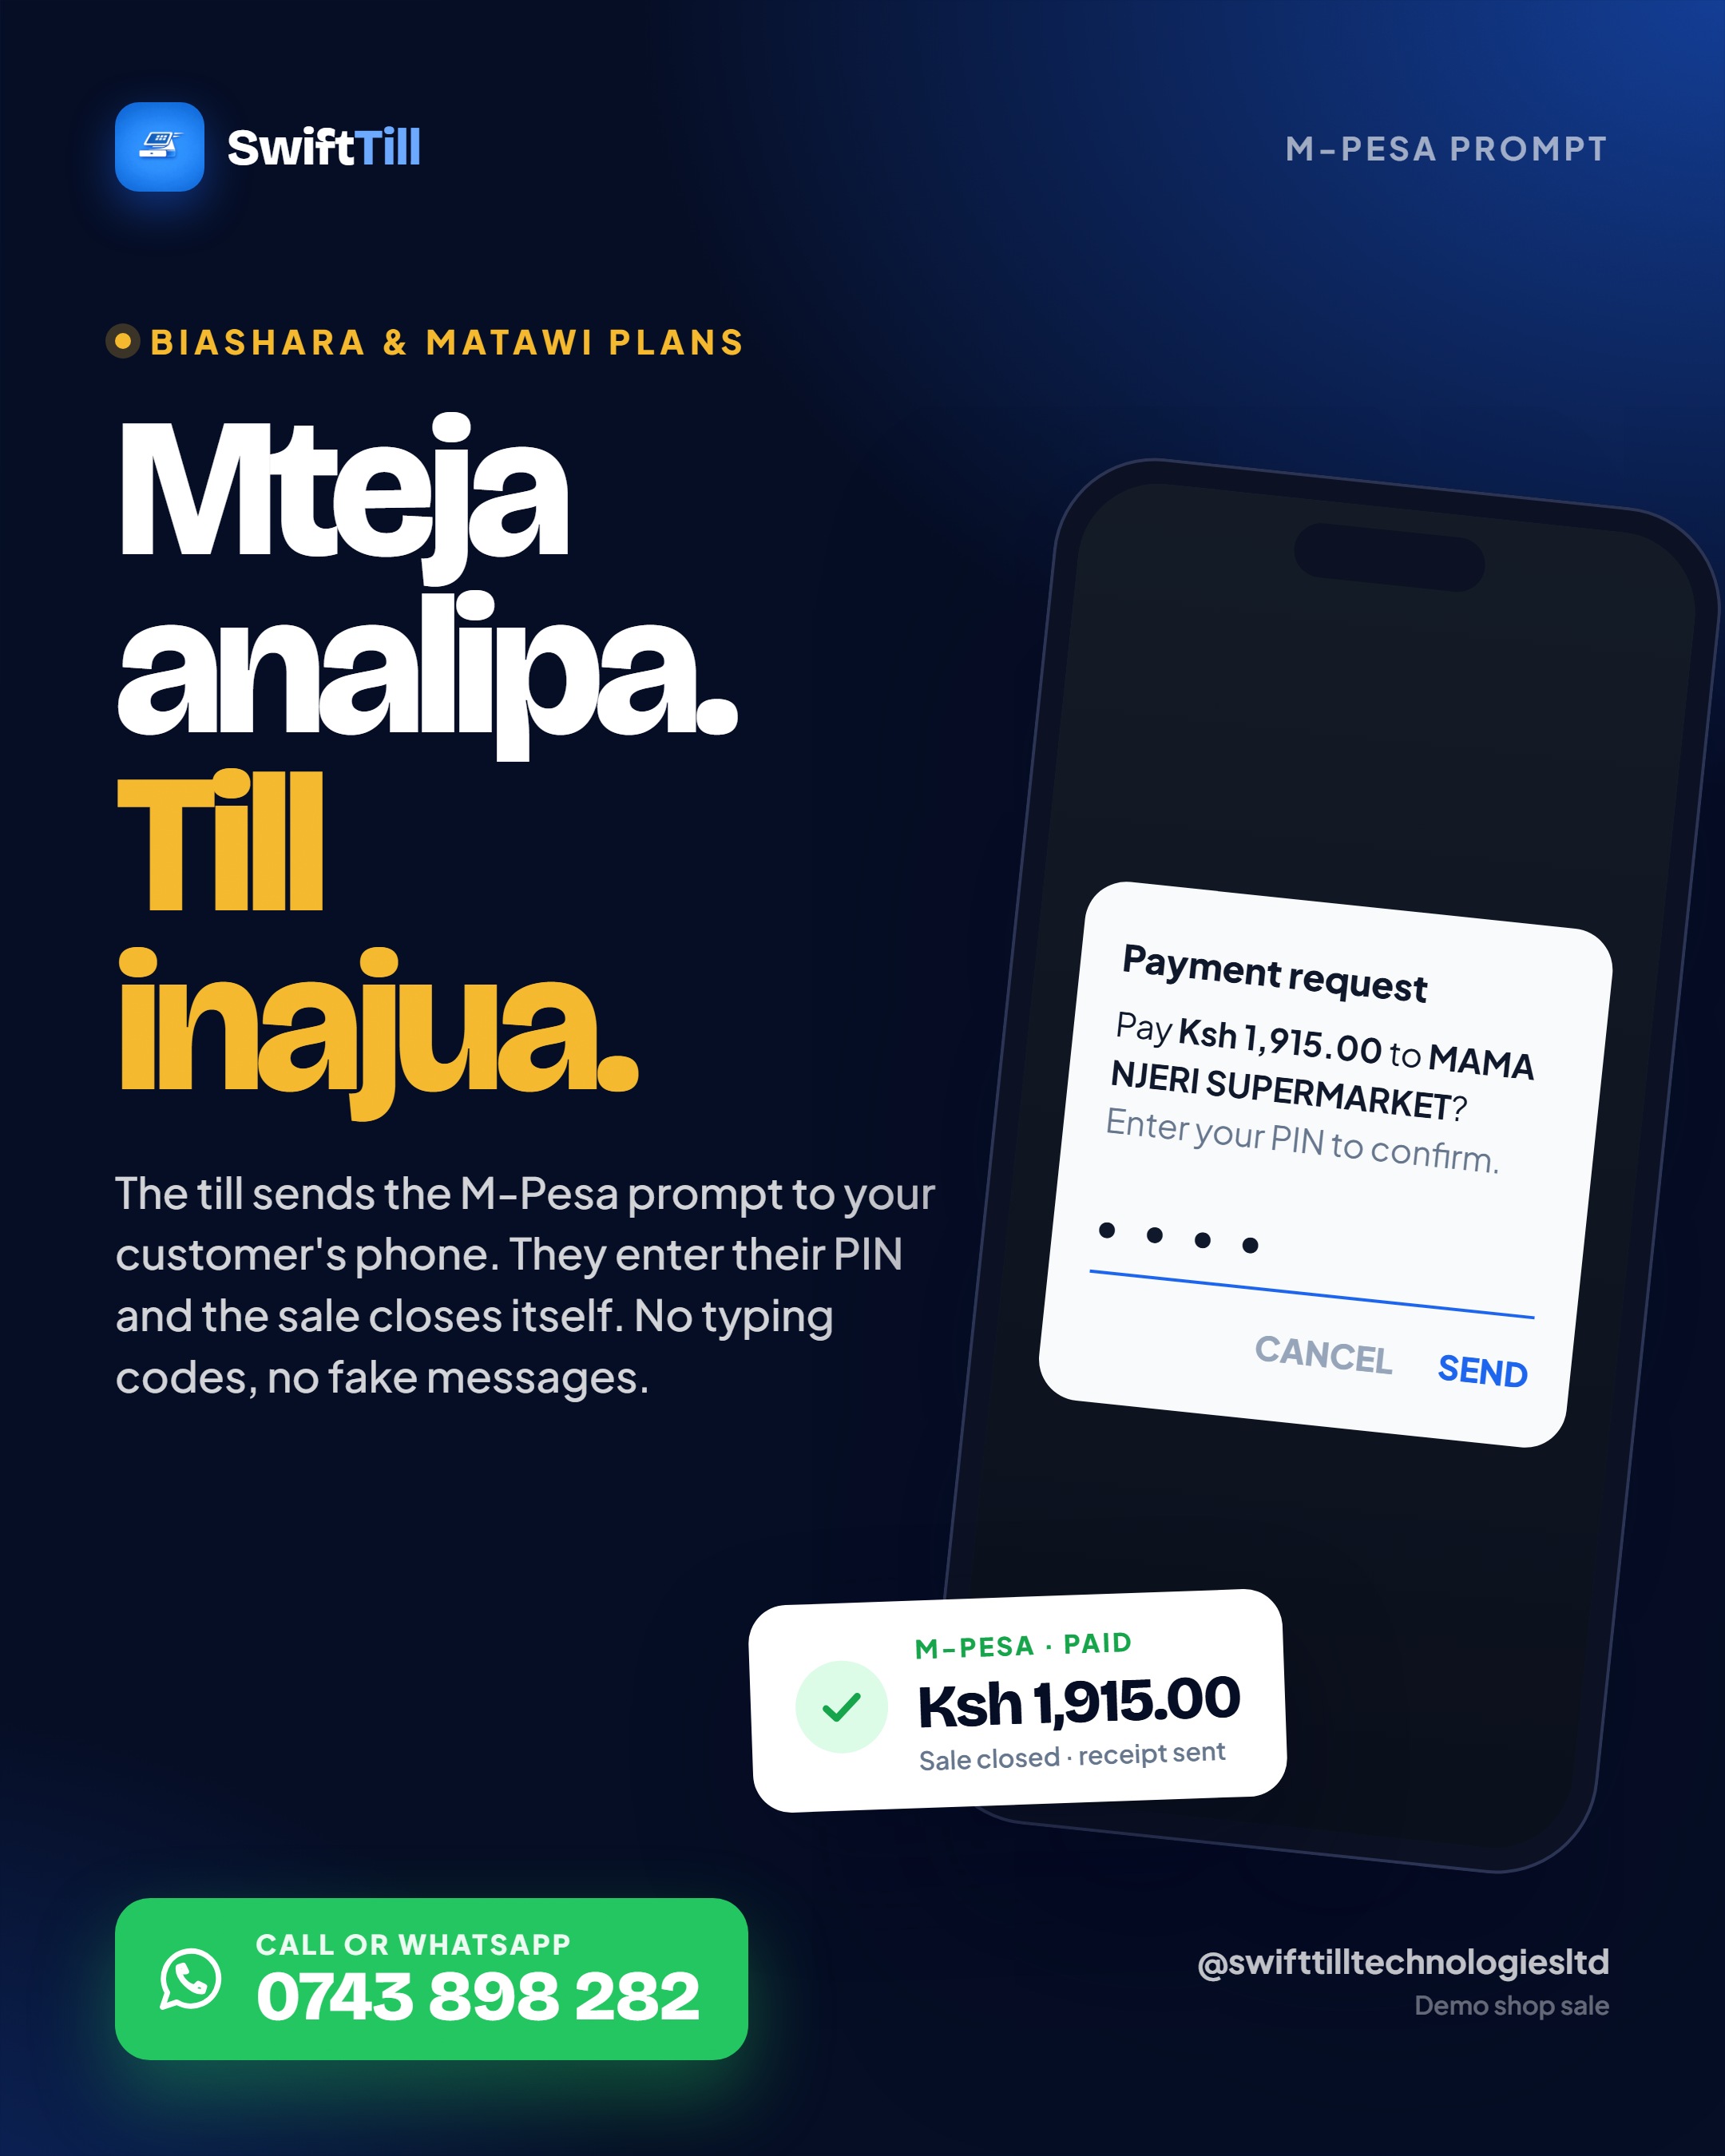 SwiftTill
M-PESA PROMPT
BIASHARA & MATAWI PLANS
Mteja
analipa.
Till
inajua.
The till sends the M-Pesa prompt to your
customer's phone. They enter their PIN
and the sale closes itself. No typing
codes, no fake messages.
Payment request
Pay Ksh 1,915.00 to MAMA
NJERI SUPERMARKET?
Enter your PIN to confirm.
CANCEL SEND
M-PESA · PAID
Ksh 1,915.00
Sale closed · receipt sent
CALL OR WHATSAPP
0743 898 282
@swifttilltechnologiesltd
Demo shop sale